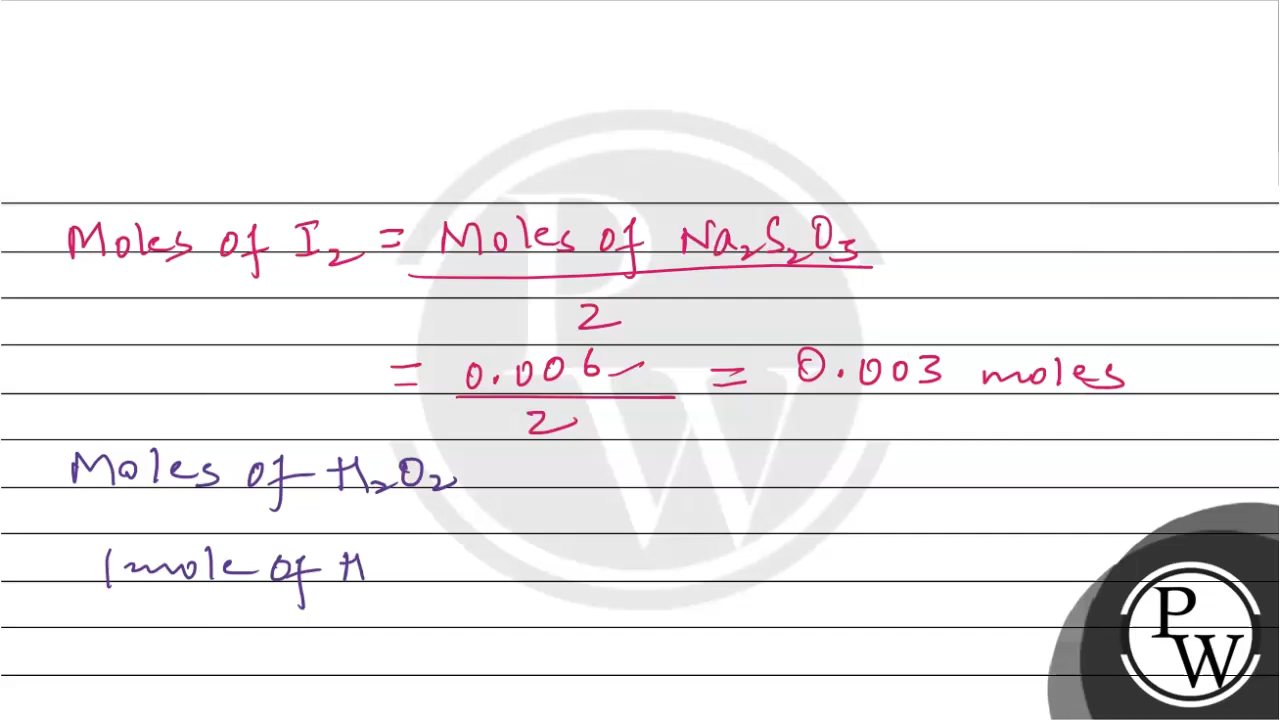 Moles of I₂ = Moles of Na₂S₂O₃
2
= 0.006 = 0.003 moles
2
Moles of H₂O₂
1 mole of H
P
W
P
W